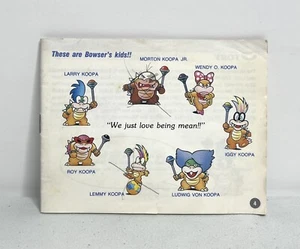 These are Bowser's kids!!
MORTON KOOPA JR.
WENDY O. KOOPA
LARRY KOOPA
"We just love being mean!!"
IGGY KOOPA
ROY KOOPA
LEMMY KOOPA
LUDWIG VON KOOPA
4